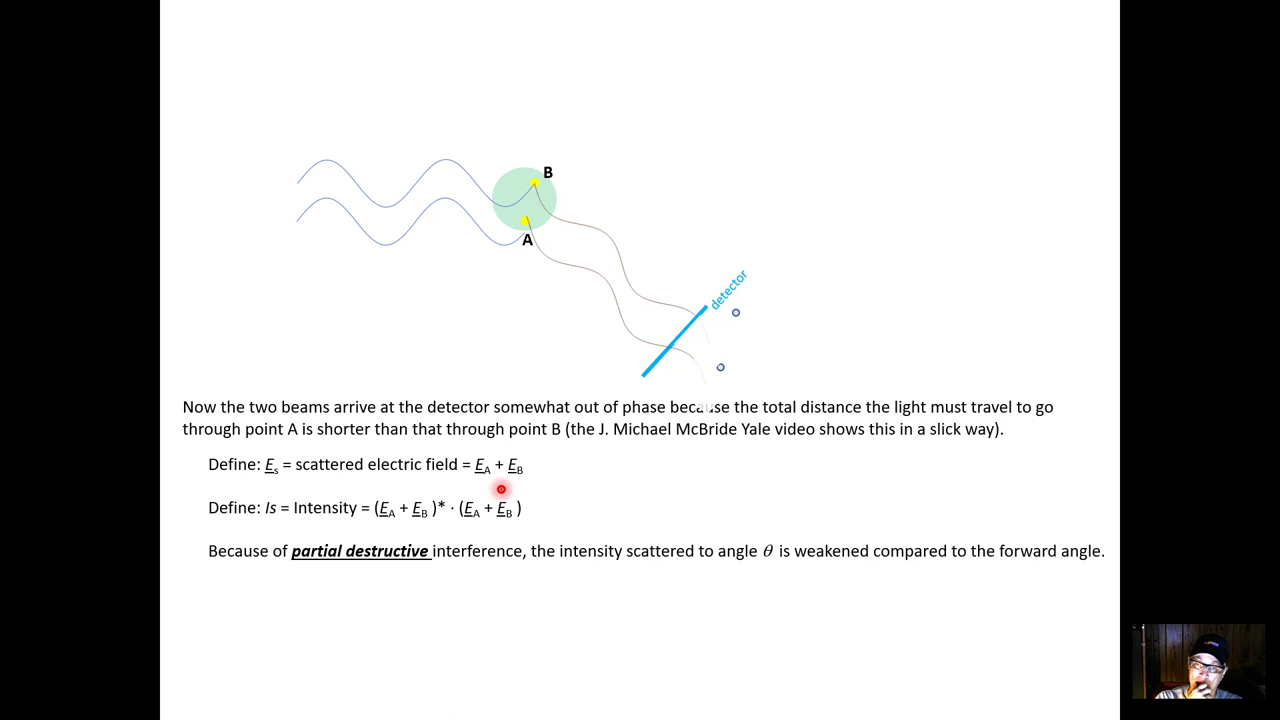 B
A
detector
Now the two beams arrive at the detector somewhat out of phase because the total distance the light must travel to go
through point A is shorter than that through point B (the J. Michael McBride Yale video shows this in a slick way).
Define: Es = scattered electric field = EA + EB
Define: Is = Intensity = (EA + EB )* · (EA + EB )
Because of partial destructive interference, the intensity scattered to angle θ is weakened compared to the forward angle.